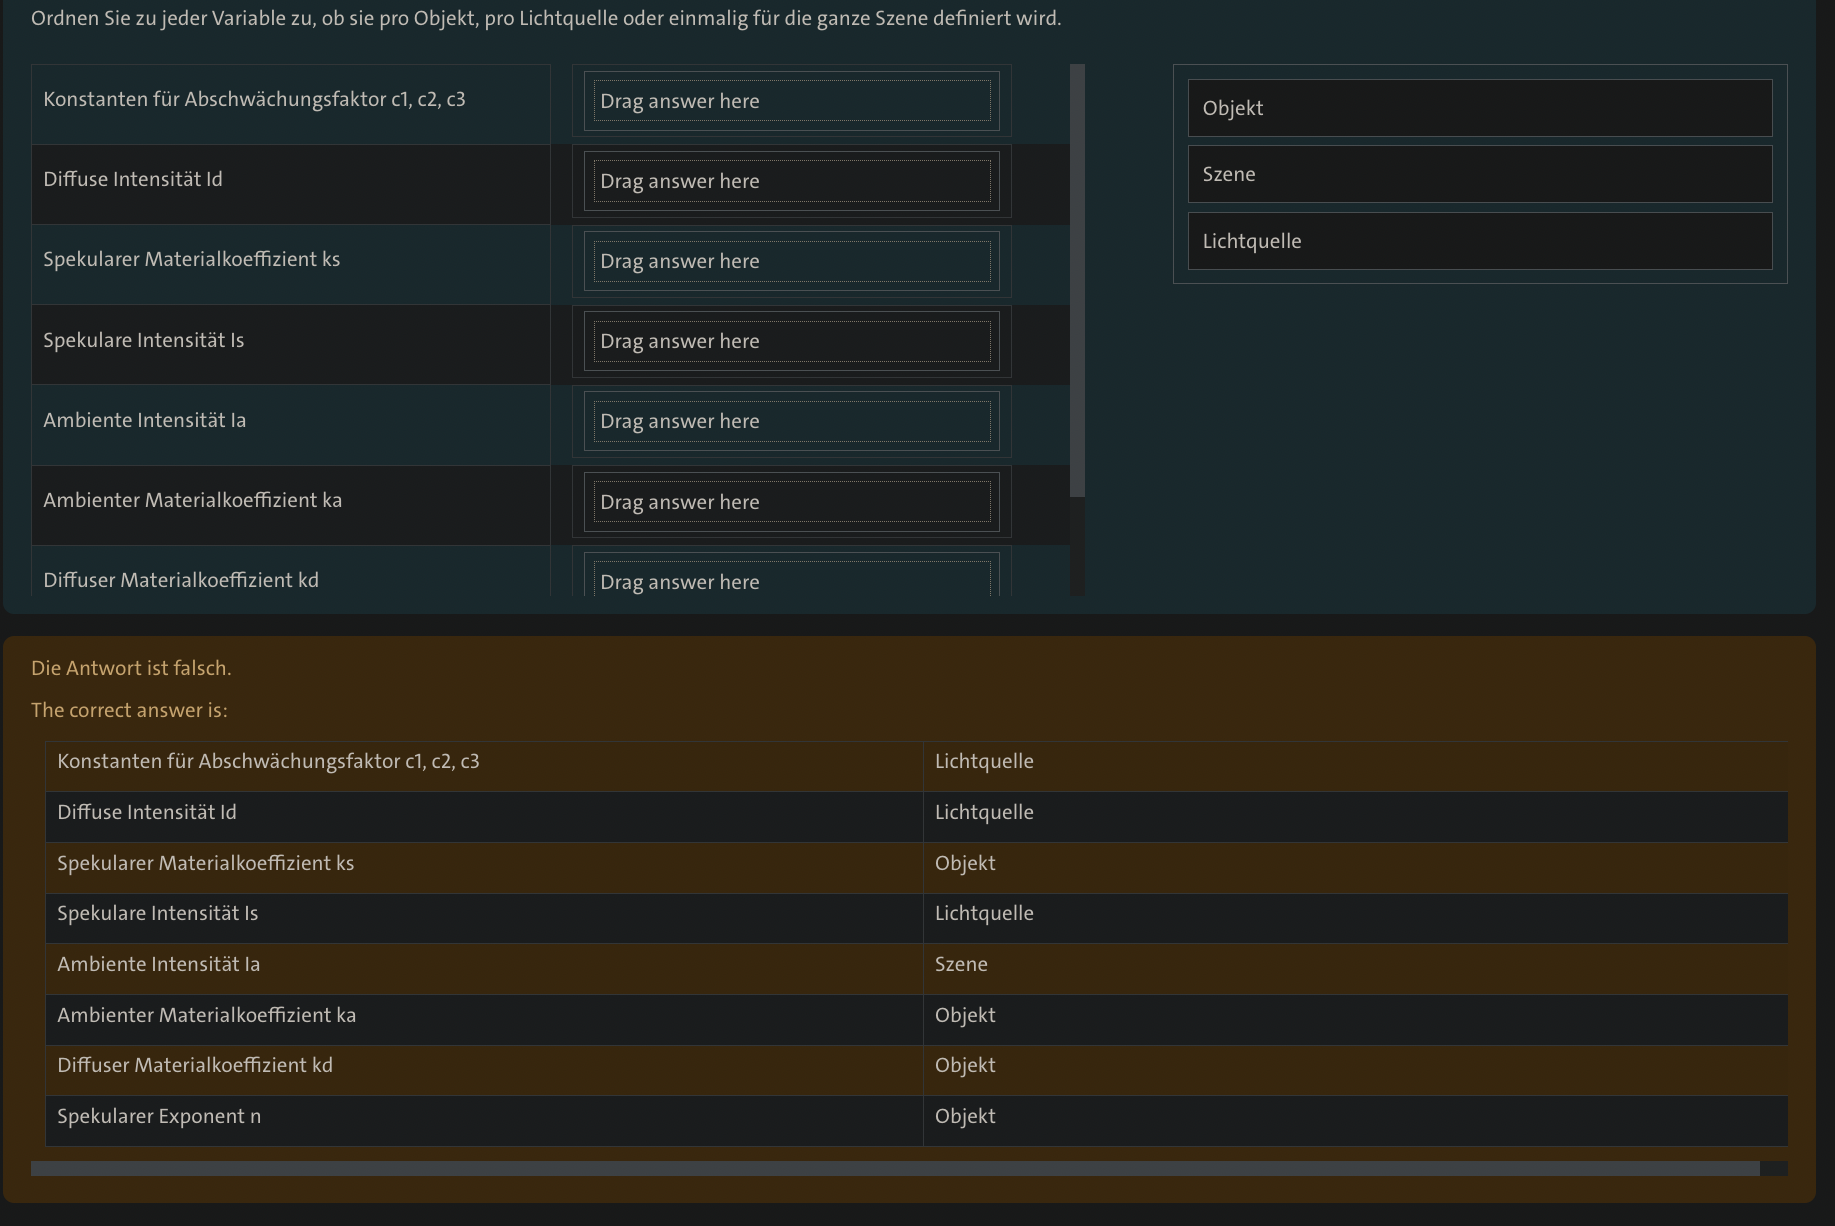 Ordnen Sie zu jeder Variable zu, ob sie pro Objekt, pro Lichtquelle oder einmalig für die ganze Szene definiert wird.
Konstanten für Abschwächungsfaktor c1, c2, c3
Drag answer here
Diffuse Intensität Id
Drag answer here
Spekularer Materialkoeffizient ks
Drag answer here
Spekulare Intensität Is
Drag answer here
Ambiente Intensität Ia
Drag answer here
Ambienter Materialkoeffizient ka
Drag answer here
Diffuser Materialkoeffizient kd
Drag answer here
Objekt
Szene
Lichtquelle
Die Antwort ist falsch.
The correct answer is:
Konstanten für Abschwächungsfaktor c1, c2, c3 Lichtquelle
Diffuse Intensität Id Lichtquelle
Spekularer Materialkoeffizient ks Objekt
Spekulare Intensität Is Lichtquelle
Ambiente Intensität Ia Szene
Ambienter Materialkoeffizient ka Objekt
Diffuser Materialkoeffizient kd Objekt
Spekularer Exponent n Objekt